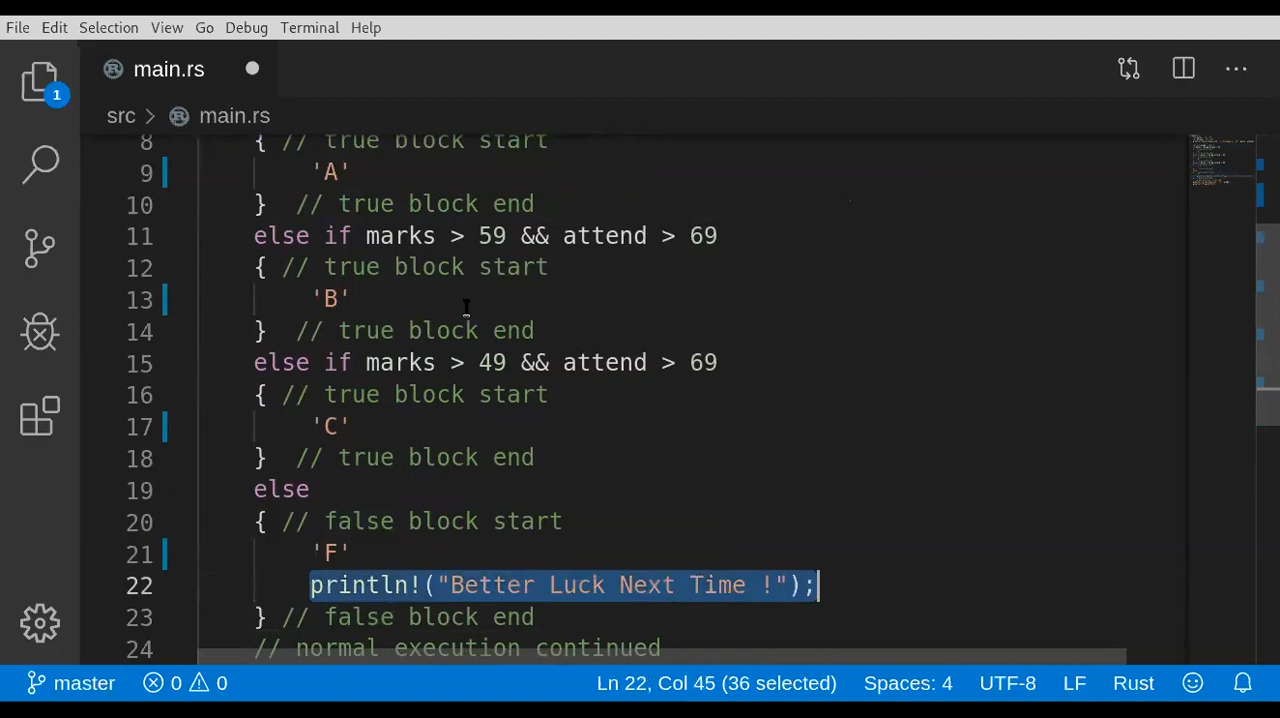 File Edit Selection View Go Debug Terminal Help
main.rs
1
src > main.rs
8 { // true block start
9 'A'
10 } // true block end
11 else if marks > 59 && attend > 69
12 { // true block start
13 'B'
14 } // true block end
15 else if marks > 49 && attend > 69
16 { // true block start
17 'C'
18 } // true block end
19 else
20 { // false block start
21 'F'
22 println!("Better Luck Next Time !");
23 } // false block end
24 // normal execution continued
master 0 0 Ln 22, Col 45 (36 selected) Spaces: 4 UTF-8 LF Rust